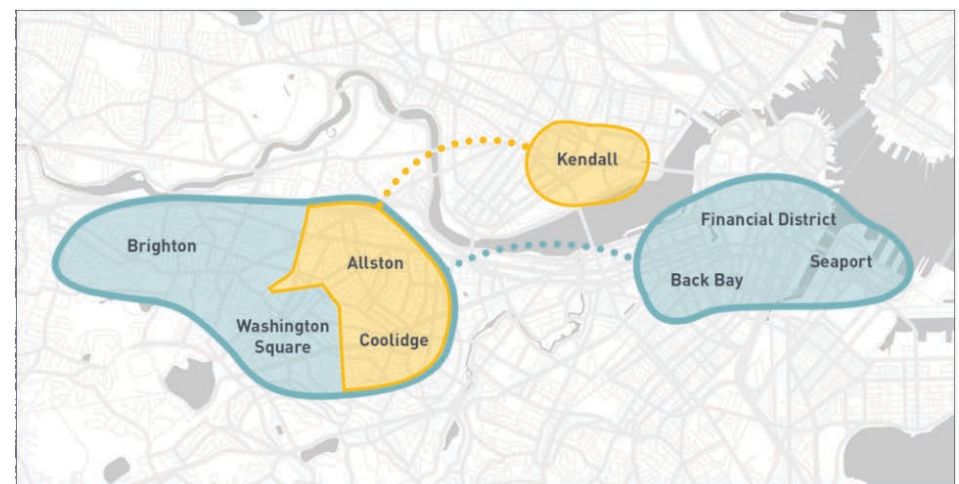 Kendall
Financial District
Brighton
Allston
Seaport
Back Bay
Washington
Square
Coolidge